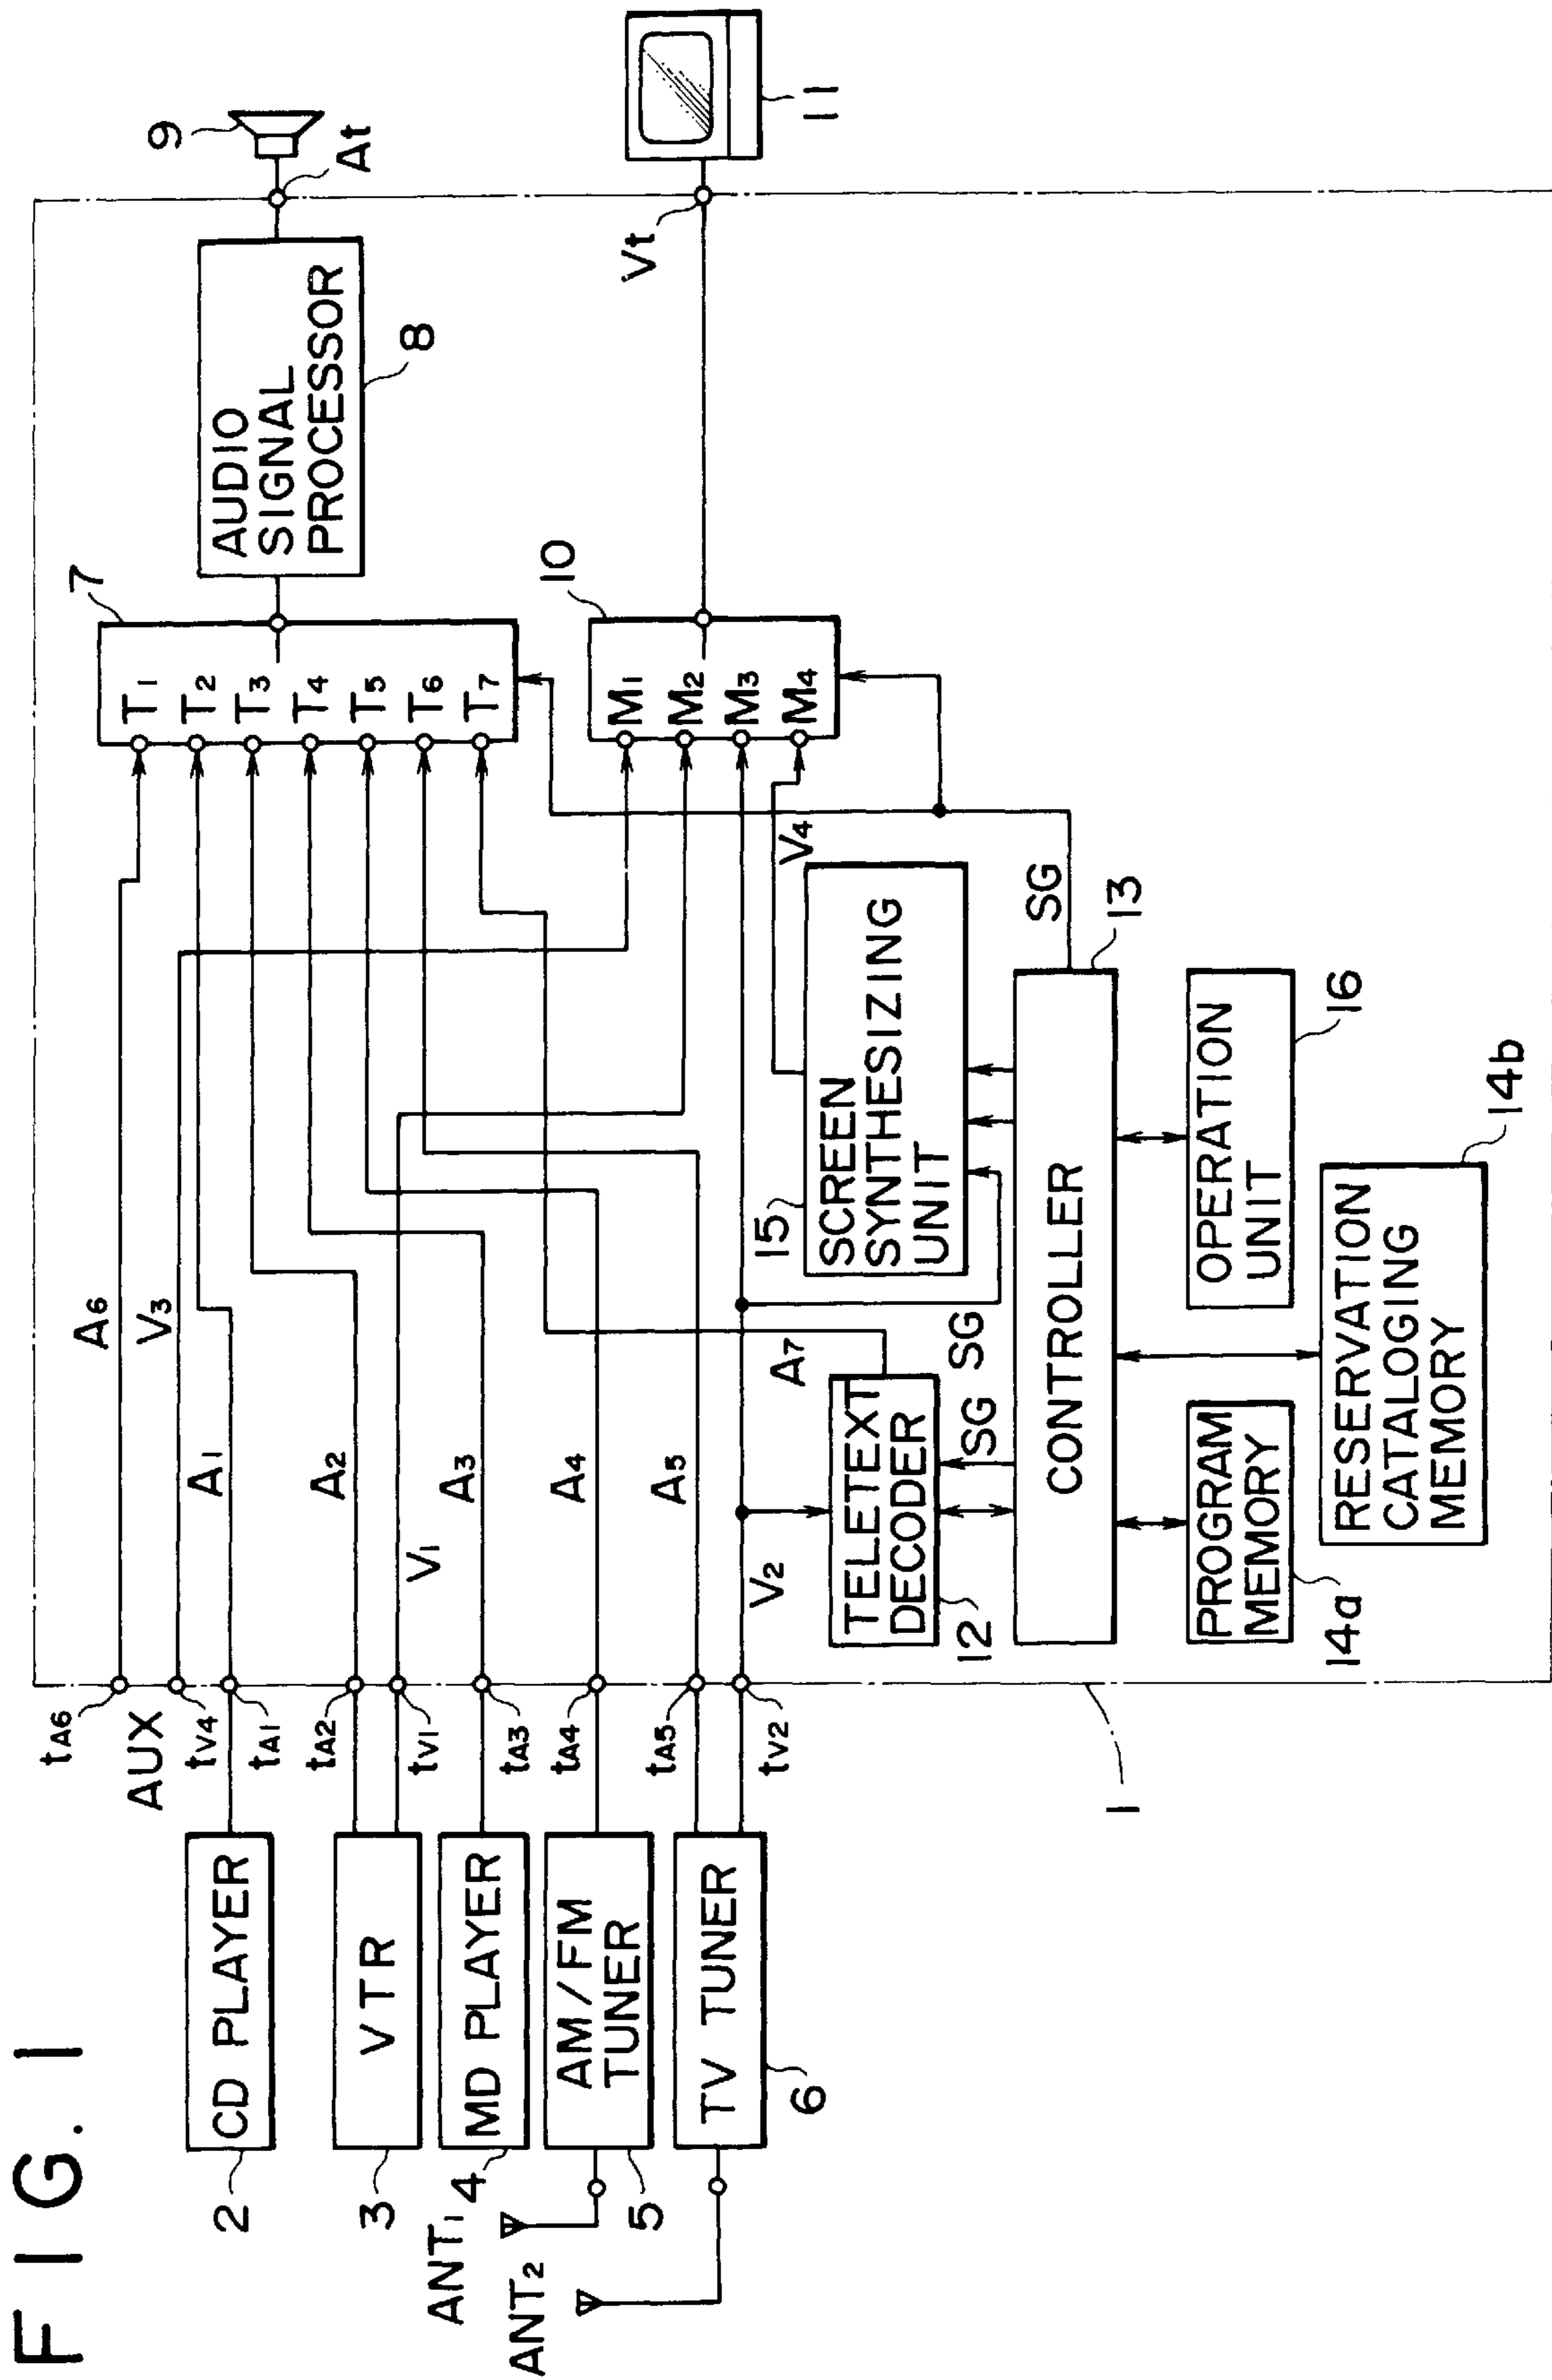 FIG. 1
tA6
AUX
tV4
tA1
tA2
tV1
tA3
tA4
tA5
tV2
CD PLAYER
2
VTR
3
MD PLAYER
4
AM/FM
TUNER
5
TV TUNER
6
ANT1
ANT2
1
A6
V3
A1
A2
V1
A3
A4
A5
V2
A7
7
T1
T2
T3
T4
T5
T6
T7
AUDIO
SIGNAL
PROCESSOR
8
9
At
10
M1
M2
M3
M4
Vt
11
V4
TELETEXT
DECODER
12
SG
SG
15
SCREEN
SYNTHESIZING
UNIT
SG
CONTROLLER
13
PROGRAM
MEMORY
14a
RESERVATION
CATALOGING
MEMORY
14b
OPERATION
UNIT
16